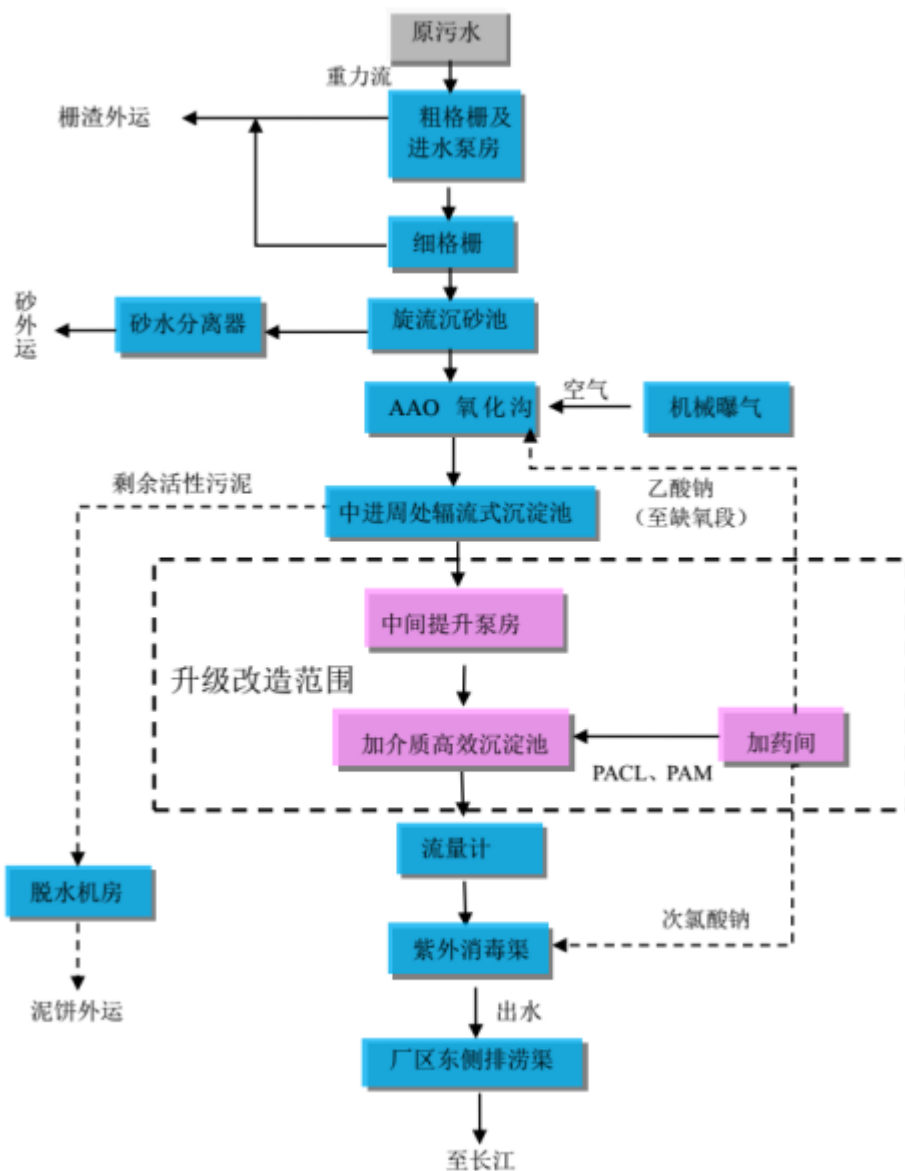 原污水
重力流
栅渣外运
粗格栅及
进水泵房
细格栅
砂外运
砂水分离器
旋流沉砂池
AAO 氧化沟
空气
机械曝气
剩余活性污泥
乙酸钠
（至缺氧段）
中进周处辐流式沉淀池
中间提升泵房
升级改造范围
加介质高效沉淀池
加药间
PACL、PAM
流量计
脱水机房
次氯酸钠
紫外消毒渠
泥饼外运
出水
厂区东侧排涝渠
至长江